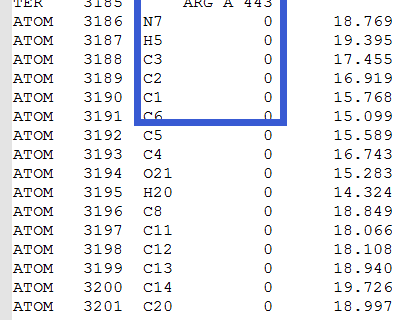 TER 3185 ARG A 443
ATOM 3186 N7 0 18.769
ATOM 3187 H5 0 19.395
ATOM 3188 C3 0 17.455
ATOM 3189 C2 0 16.919
ATOM 3190 C1 0 15.768
ATOM 3191 C6 0 15.099
ATOM 3192 C5 0 15.589
ATOM 3193 C4 0 16.743
ATOM 3194 O21 0 15.283
ATOM 3195 H20 0 14.324
ATOM 3196 C8 0 18.849
ATOM 3197 C11 0 18.066
ATOM 3198 C12 0 18.108
ATOM 3199 C13 0 18.940
ATOM 3200 C14 0 19.726
ATOM 3201 C20 0 18.997